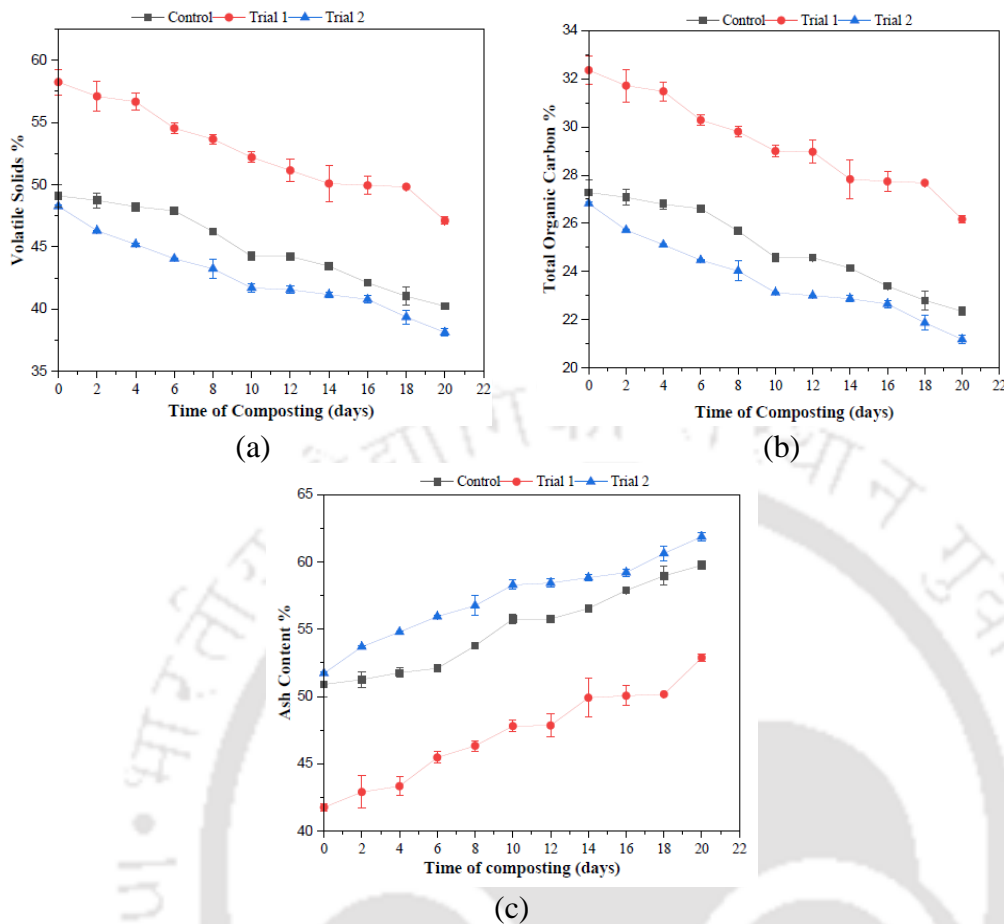 Control Trial 1 Trial 2
Control Trial 1 Trial 2
Volatile Solids %
60
55
50
45
40
35
0 2 4 6 8 10 12 14 16 18 20 22
Time of Composting (days)
(a)
Total Organic Carbon %
34
32
30
28
26
24
22
20
0 2 4 6 8 10 12 14 16 18 20 22
Time of Composting (days)
(b)
Control Trial 1 Trial 2
Ash Content %
65
60
55
50
45
40
0 2 4 6 8 10 12 14 16 18 20 22
Time of composting (days)
(c)